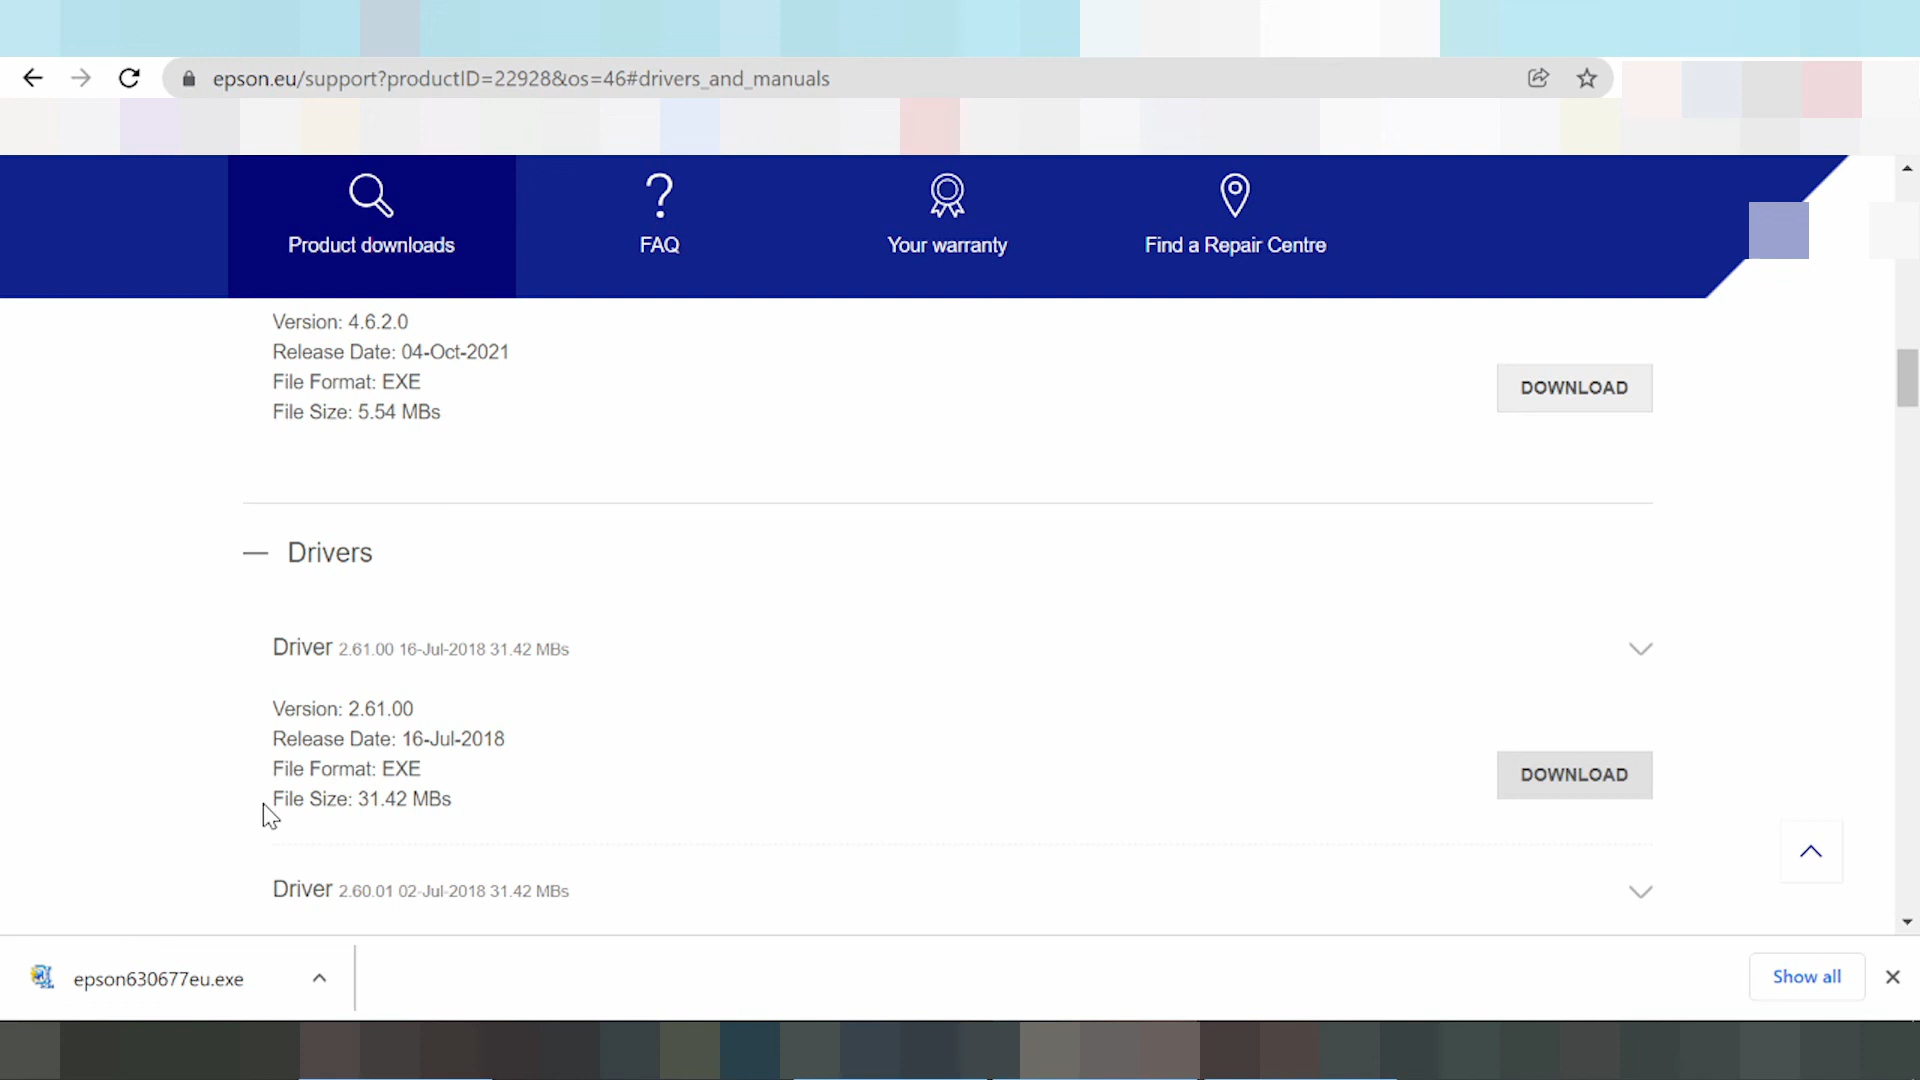 epson.eu/support?productID=22928&os=46#drivers_and_manuals
Product downloads
FAQ
Your warranty
Find a Repair Centre
Version: 4.6.2.0
Release Date: 04-Oct-2021
File Format: EXE
File Size: 5.54 MBs
DOWNLOAD
Drivers
Driver 2.61.00 16-Jul-2018 31.42 MBs
Version: 2.61.00
Release Date: 16-Jul-2018
File Format: EXE
File Size: 31.42 MBs
DOWNLOAD
Driver 2.60.01 02-Jul-2018 31.42 MBs
epson630677eu.exe
Show all